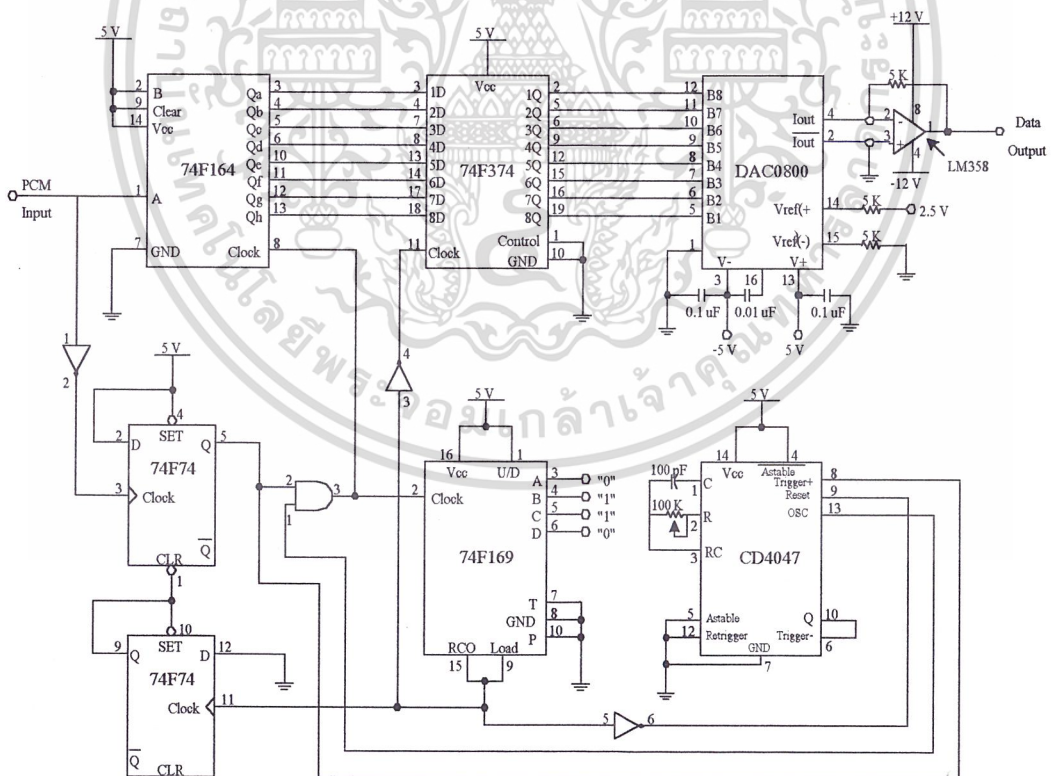 5 V
5 V
+12 V
2 B
9 Clear
14 Vcc
Qa 3
Qb 4
Qc 5
Qd 6
Qe 10
Qf 11
Qg 12
Qh 13
74F164
PCM
Input
1 A
7 GND
Clock 8
Vcc
3 1D
4 2D
7 3D
8 4D
13 5D
14 6D
17 7D
18 8D
74F374
1Q 2
2Q 5
3Q 6
4Q 9
5Q 12
6Q 15
7Q 16
8Q 19
11 Clock
Control 1
GND 10
12 B8
11 B7
10 B6
9 B5
8 B4
7 B3
6 B2
5 B1
DAC0800
Iout 4
Iout 2
Vref(+ 14
Vref(-) 15
1
V- 3
16
V+ 13
5 K
2
3
8
1
4
-12 V
LM358
Data
Output
5 K
2.5 V
5 K
0.1 uF
0.01 uF
0.1 uF
-5 V
5 V
1
2
4
3
5 V
4
SET
2 D
Q 5
74F74
3 Clock
Q
CLR
1
2
1
3
10
SET
9 Q
D 12
74F74
Clock 11
Q
CLR
5 V
16 Vcc
1 U/D
2 Clock
A 3 "0"
B 4 "1"
C 5 "1"
D 6 "0"
74F169
T 7
GND 8
P 10
RCO 15
Load 9
5
6
5 V
14 Vcc
4 Astable
100 pF
C 1
100 K
R 2
RC 3
Trigger+ 8
Reset 9
OSC 13
CD4047
5 Astable
12 Retrigger
GND 7
Q 10
Trigger- 6